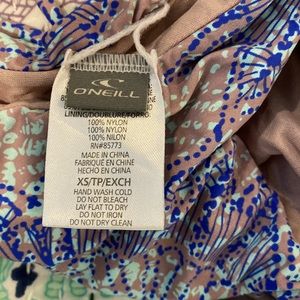 O'NEILL
LINING/DOUBLURE/FORRO:
100% NYLON
100% NYLON
100% NILON
RN#85773
MADE IN CHINA
FABRIQUÉ EN CHINE
HECHO EN CHINA
XS/TP/EXCH
HAND WASH COLD
DO NOT BLEACH
LAY FLAT TO DRY
DO NOT IRON
DO NOT DRY CLEAN